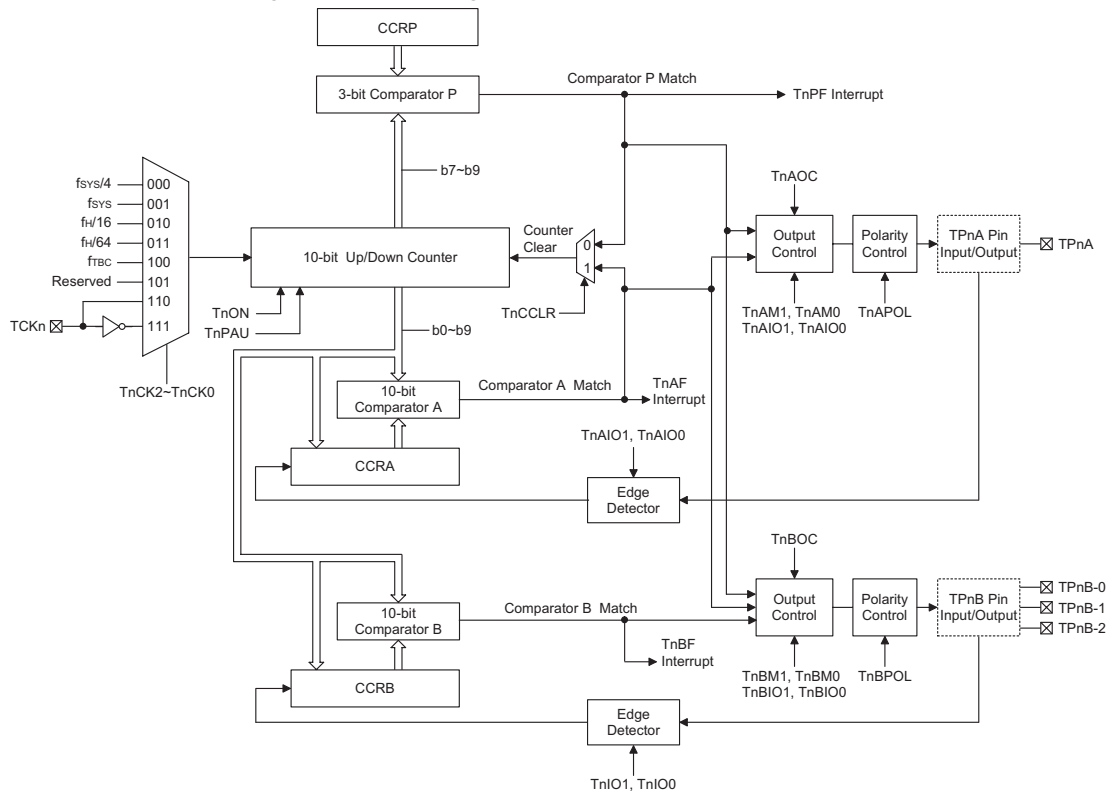 CCRP
3-bit Comparator P
Comparator P Match
TnPF Interrupt
b7~b9
fSYS/4
000
fSYS
001
fH/16
010
fH/64
011
fTBC
100
Reserved
101
110
TCKn
111
TnCK2~TnCK0
10-bit Up/Down Counter
TnON
TnPAU
Counter
Clear
0
1
TnCCLR
b0~b9
TnAOC
Output
Control
Polarity
Control
TPnA Pin
Input/Output
TPnA
TnAM1, TnAM0
TnAIO1, TnAIO0
TnAPOL
10-bit
Comparator A
Comparator A Match
TnAF
Interrupt
CCRA
TnAIO1, TnAIO0
Edge
Detector
TnBOC
10-bit
Comparator B
Comparator B Match
TnBF
Interrupt
Output
Control
Polarity
Control
TPnB Pin
Input/Output
TPnB-0
TPnB-1
TPnB-2
TnBM1, TnBM0
TnBIO1, TnBIO0
TnBPOL
CCRB
Edge
Detector
TnIO1, TnIO0